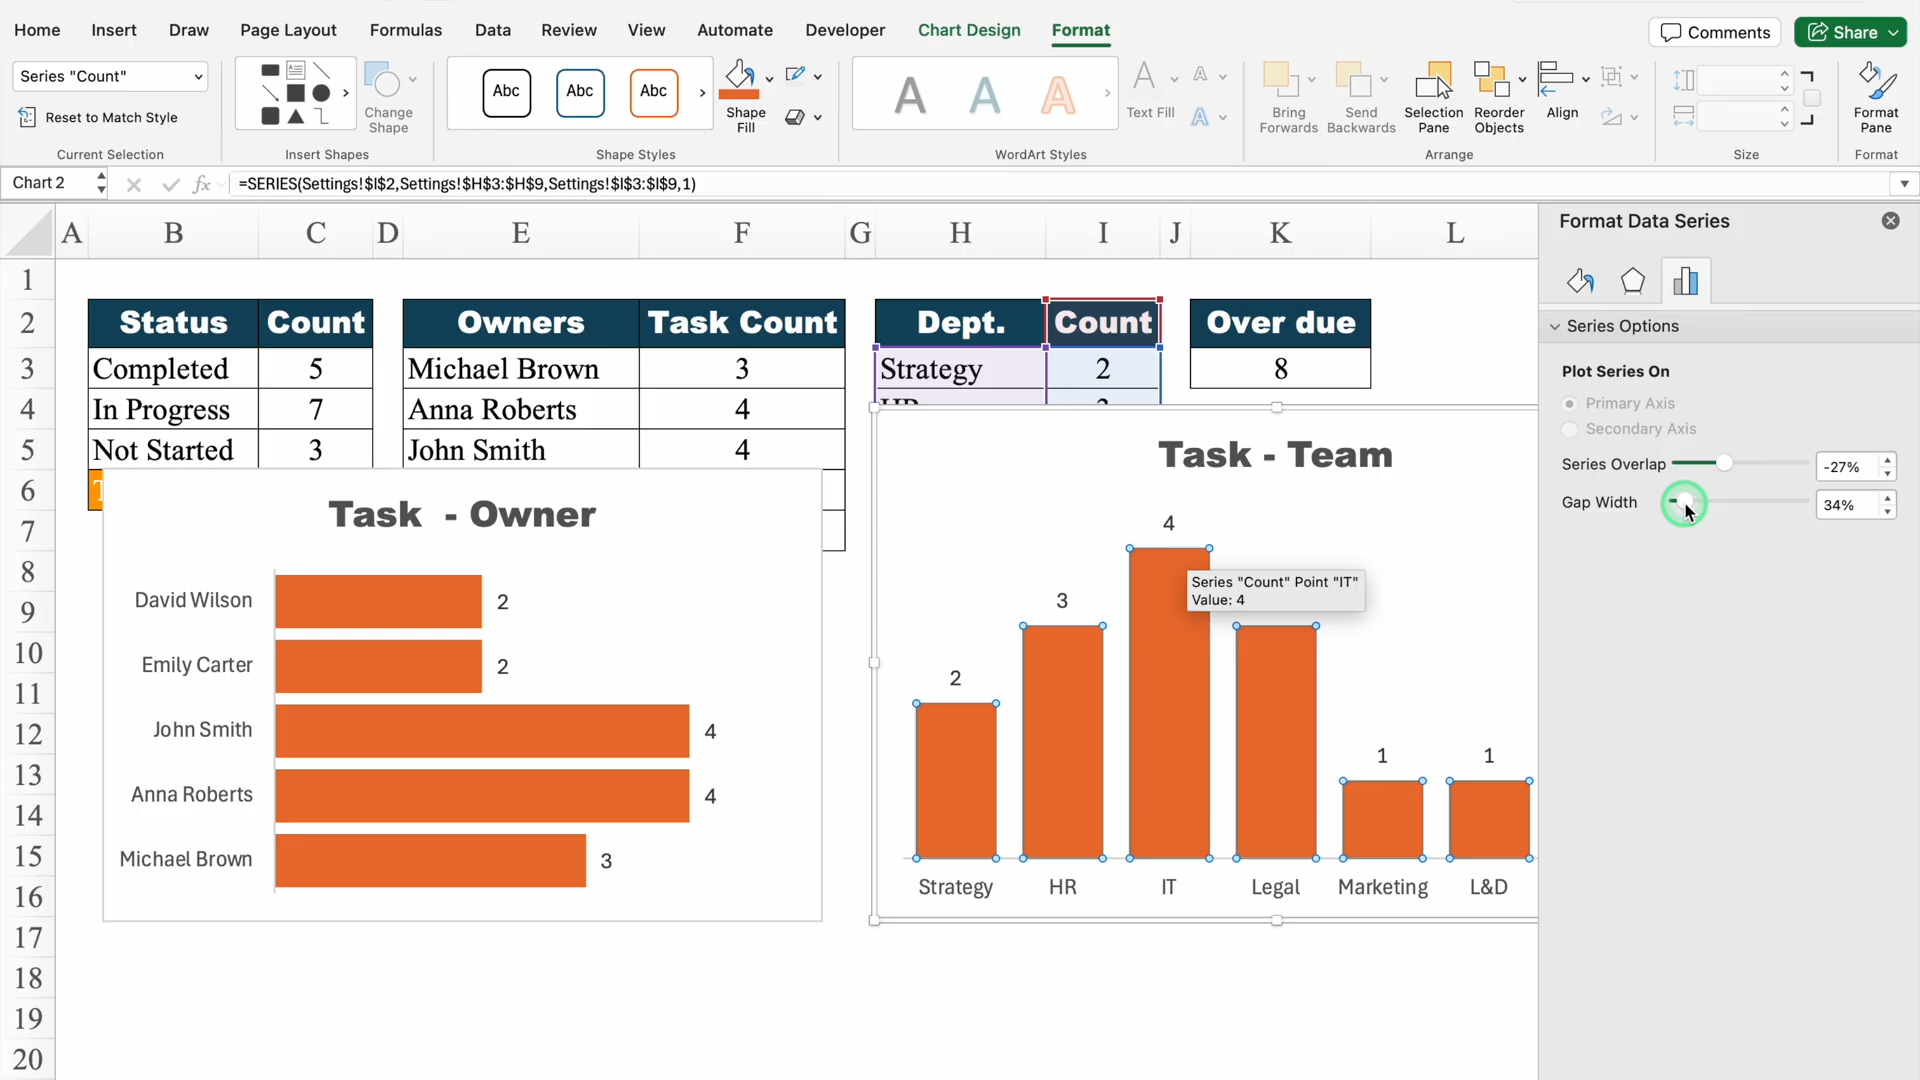 Home Insert Draw Page Layout Formulas Data Review View Automate Developer Chart Design Format Comments Share
Series "Count"
Reset to Match Style
Current Selection
Change Shape
Insert Shapes
Abc Abc Abc
Shape Fill
Shape Styles
A A A
Text Fill
WordArt Styles
Bring Forwards
Send Backwards
Selection Pane
Reorder Objects
Align
Arrange
Size
Format Pane
Format
Chart 2 fx =SERIES(Settings!$I$2,Settings!$H$3:$H$9,Settings!$I$3:$I$9,1)
A B C D E F G H I J K L
1
2 Status Count Owners Task Count Dept. Count Over due
3 Completed 5 Michael Brown 3 Strategy 2 8
4 In Progress 7 Anna Roberts 4
5 Not Started 3 John Smith 4
6
7
8
9
10
11
12
13
14
15
16
17
18
19
20
Task - Owner
David Wilson 2
Emily Carter 2
John Smith 4
Anna Roberts 4
Michael Brown 3
Task - Team
2 3 4 1 1
Series "Count" Point "IT"
Value: 4
Strategy HR IT Legal Marketing L&D
Format Data Series
Series Options
Plot Series On
Primary Axis
Secondary Axis
Series Overlap -27%
Gap Width 34%